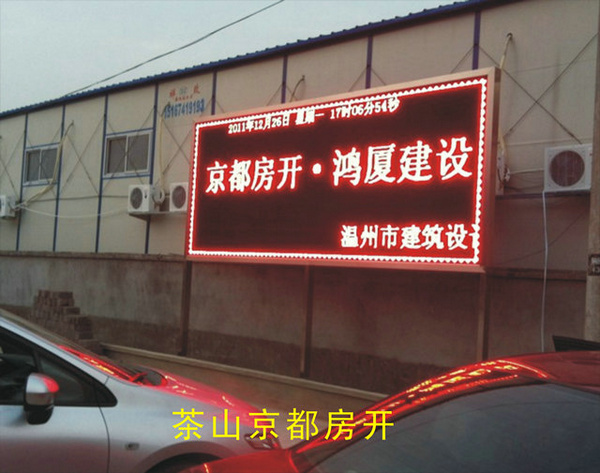 2011年12月26日 星期一 17时06分54秒
京都房开·鸿厦建设
温州市建筑设
茶山京都房开